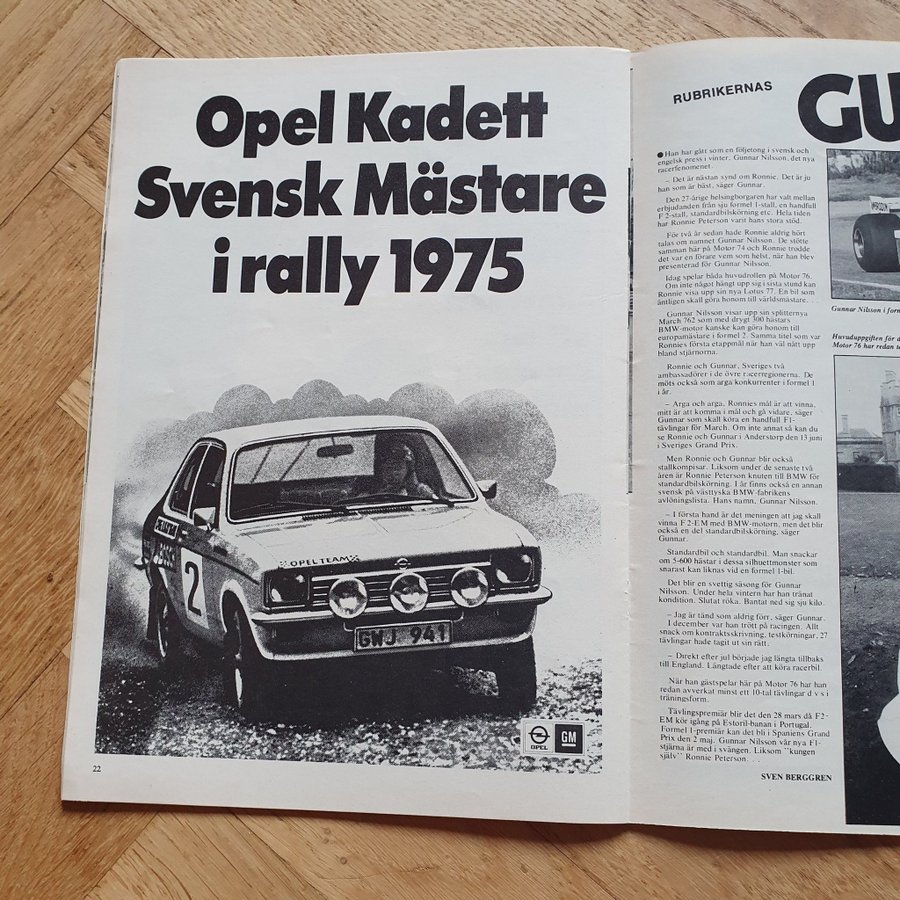 Opel Kadett
Svensk Mästare
i rally 1975
2
OPEL TEAM
GWJ 941
OPEL
GM
22
RUBRIKERNAS
GU
● Han har gått som en följetong i svensk och
engelsk press i vinter. Gunnar Nilsson, det nya
racerfenomenet.
– Det är nästan synd om Ronnie. Det är ju
han som är bäst, säger Gunnar.
Den 27-årige helsingborgaren har valt mellan
erbjudanden från sju formel 1-stall, en handfull
F 2-stall, standardbilskörning etc. Hela tiden
har Ronnie Peterson varit hans stora stöd.
För två år sedan hade Ronnie aldrig hört
talas om namnet Gunnar Nilsson. De stötte
samman här på Motor 74 och Ronnie trodde
det var en förare vem som helst, när han blev
presenterad för Gunnar Nilsson.
Idag spelar båda huvudrollen på Motor 76.
Om inte något hängt upp sig i sista stund kan
Ronnie visa upp sin nya Lotus 77. En bil som
äntligen skall göra honom till världsmästare. . .
Gunnar Nilsson visar upp sin splitternya
March 762 som med drygt 300 hästars
BMW-motor kanske kan göra honom till
europamästare i formel 2. Samma titel som var
Ronnies första etappmål när han väl nått upp
bland stjärnorna.
Ronnie och Gunnar, Sveriges två
ambassadörer i de övre racerregionerna. De
möts också som arga konkurrenter i formel 1
i år.
– Arga och arga. Ronnies mål är att vinna,
mitt är att komma i mål och gå vidare, säger
Gunnar som skall köra en handfull F1-
tävlingar för March. Om inte annat så kan du
se Ronnie och Gunnar i Anderstorp den 13 juni
i Sveriges Grand Prix.
Men Ronnie och Gunnar blir också
stallkompisar. Liksom under de senaste två
åren är Ronnie Peterson knuten till BMW för
standardbilskörning. I år finns också en annan
svensk på västtyska BMW-fabrikens
avlöningslista. Hans namn, Gunnar Nilsson.
– I första hand är det meningen att jag skall
vinna F 2-EM med BMW-motorn, men det blir
också en del standardbilskörning, säger
Gunnar.
Standardbil och standardbil. Man snackar
om 5-600 hästar i dessa silhuettmonster som
snarast kan liknas vid en formel 1-bil.
Det blir en svettig säsong för Gunnar
Nilsson. Under hela vintern har han tränat
kondition. Slutat röka. Bantat ned sig sju kilo.
– Jag är tänd som aldrig förr, säger Gunnar.
I december var han trött på racingen. Allt
snack om kontraktsskrivning, testkörningar, 27
tävlingar hade tagit ut sin rätt.
– Direkt efter jul började jag längta tillbaks
till England. Längtade efter att köra racerbil.
När han gästspelar här på Motor 76 har han
redan avverkat minst ett 10-tal tävlingar d v s i
träningsform.
Tävlingspremiär blir det den 28 mars då F2-
EM kör igång på Estoril-banan i Portugal.
Formel 1-premiär kan det bli i Spaniens Grand
Prix den 2 maj. Gunnar Nilsson vår nya F1-
stjärna är med i svängen. Liksom "kungen
själv" Ronnie Peterson. . .
SVEN BERGGREN
Gunnar Nilsson i form
Huvuduppgiften för d
Motor 76 har redan t